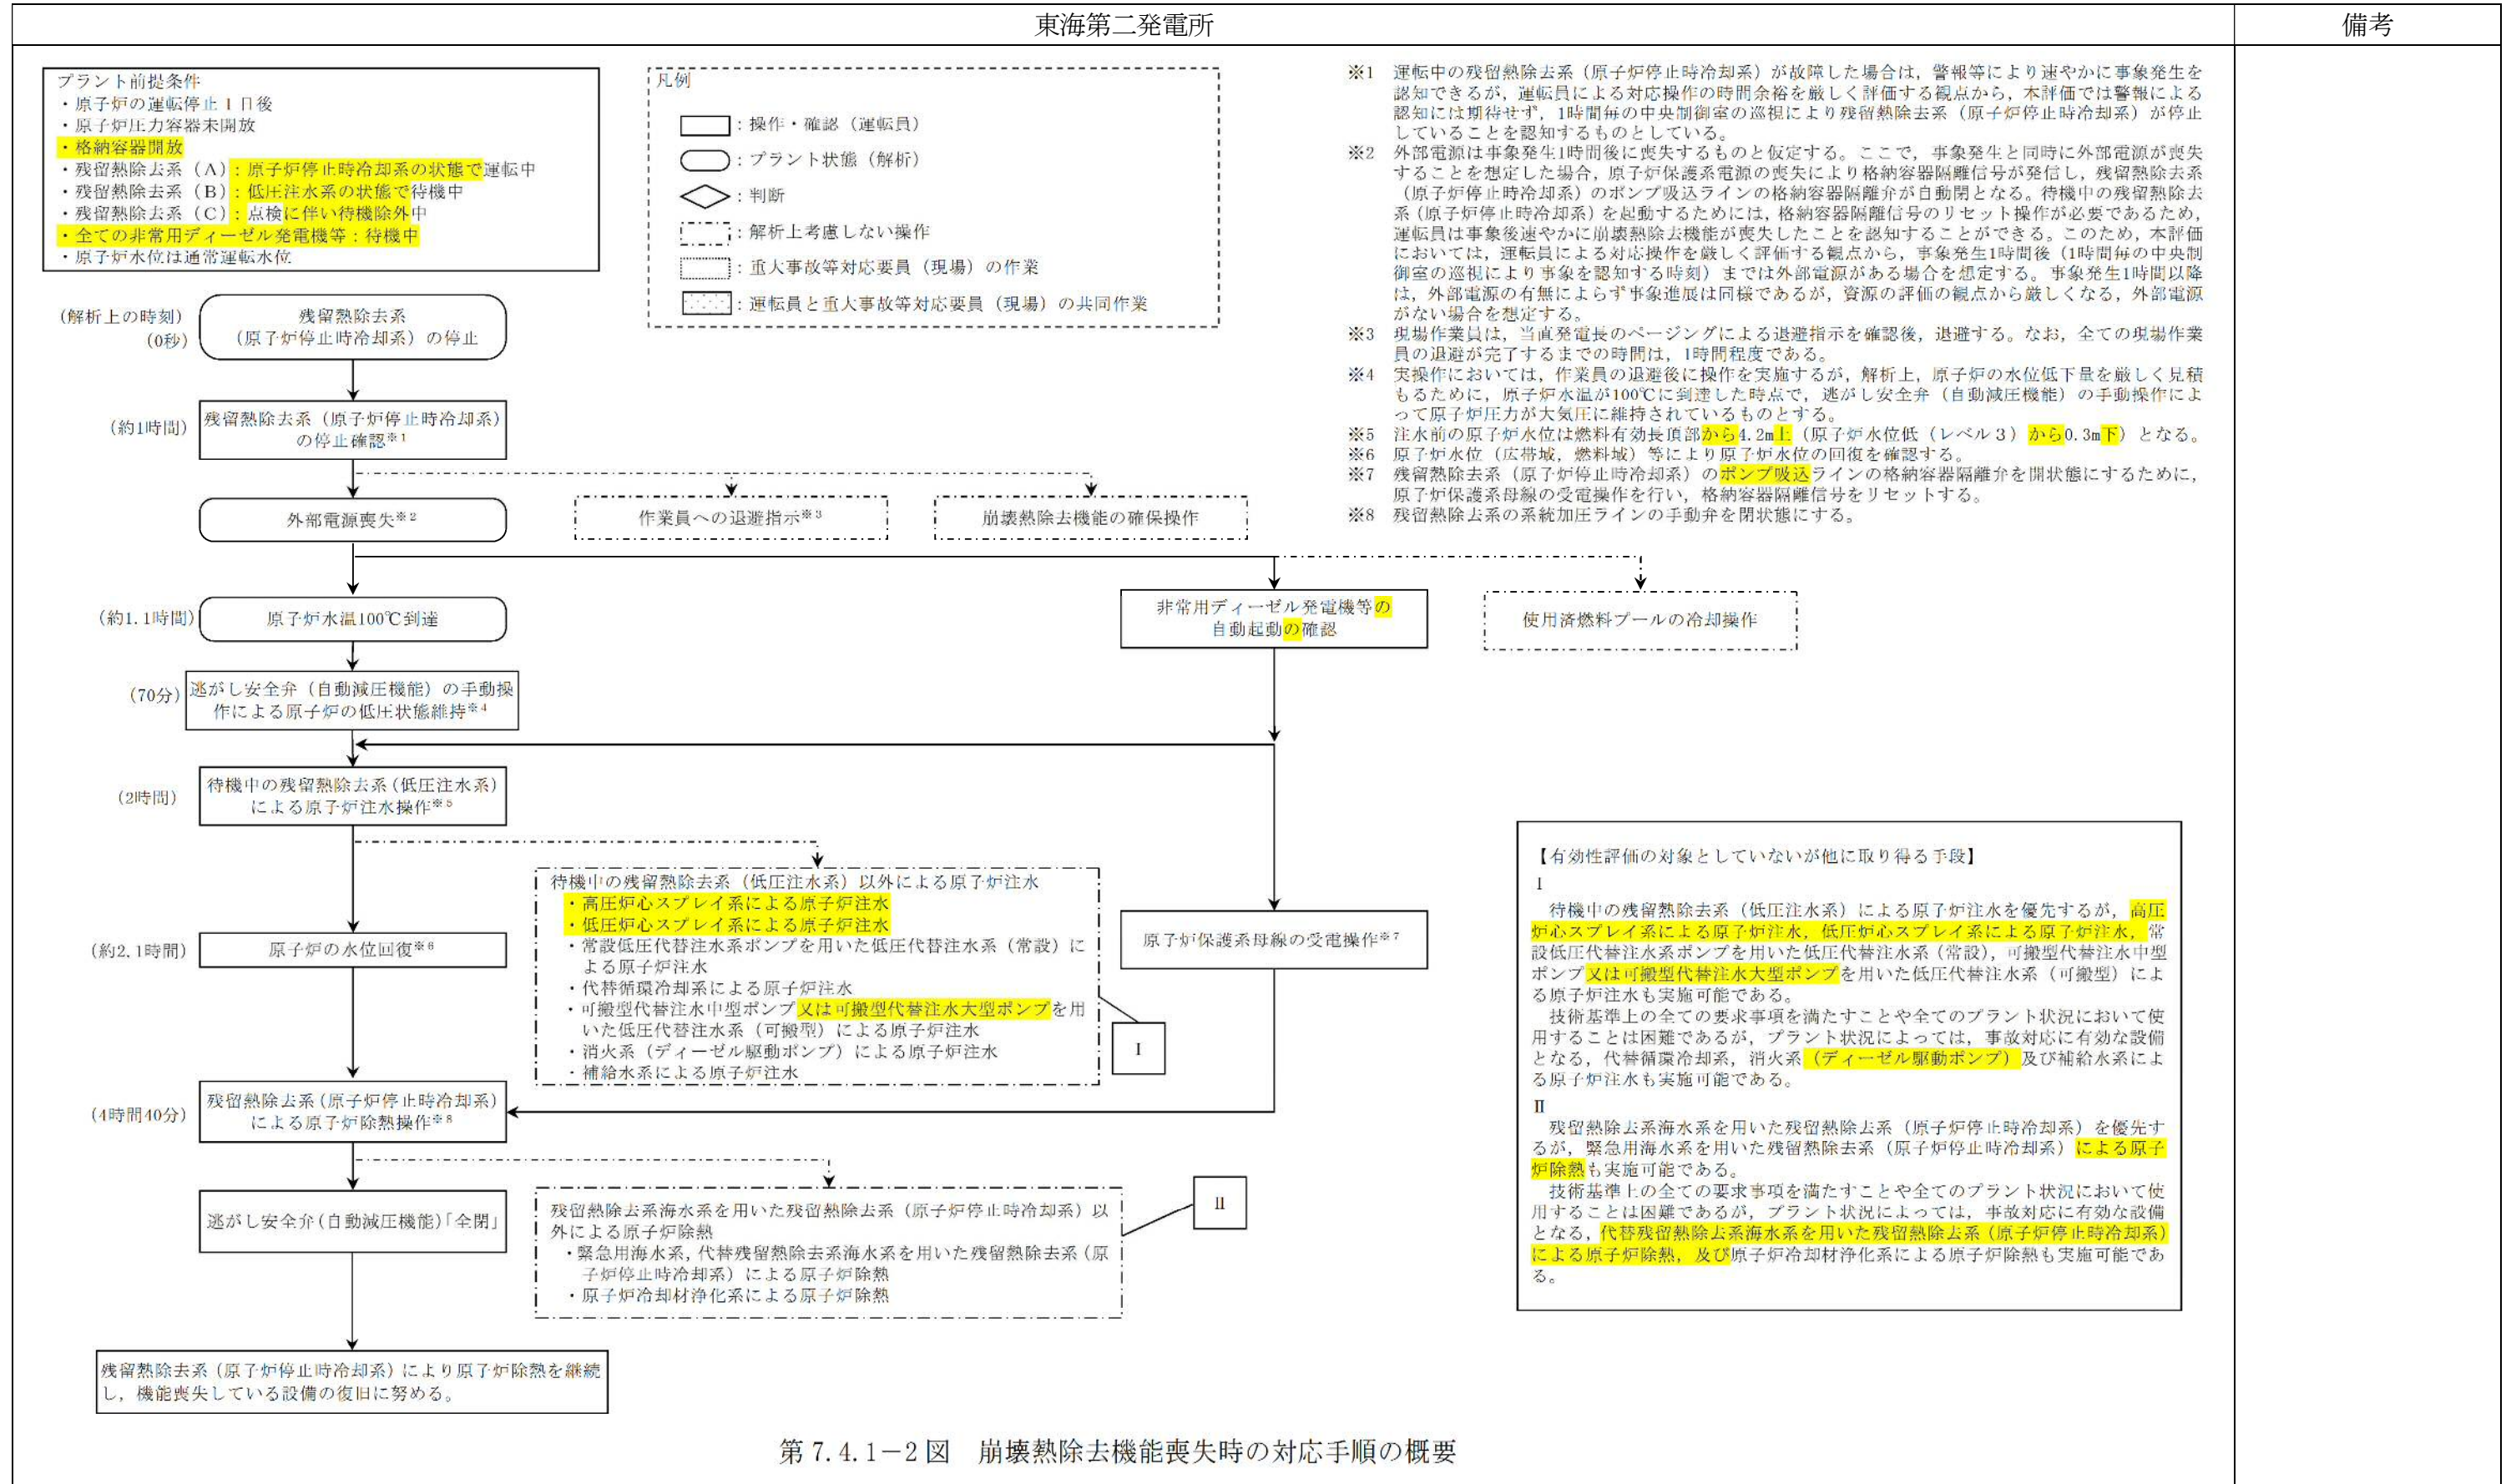 東海第二発電所
備考
プラント前提条件
・原子炉の運転停止1日後
・原子炉圧力容器未開放
・格納容器開放
・残留熱除去系（A）：原子炉停止時冷却系の状態で運転中
・残留熱除去系（B）：低圧注水系の状態で待機中
・残留熱除去系（C）：点検に伴い待機除外中
・全ての非常用ディーゼル発電機等：待機中
・原子炉水位は通常運転水位
凡例
：操作・確認（運転員）
：プラント状態（解析）
：判断
：解析上考慮しない操作
：重大事故等対応要員（現場）の作業
：運転員と重大事故等対応要員（現場）の共同作業
※1 運転中の残留熱除去系（原子炉停止時冷却系）が故障した場合は，警報等により速やかに事象発生を
認知できるが，運転員による対応操作の時間余裕を厳しく評価する観点から，本評価では警報による
認知には期待せず，1時間毎の中央制御室の巡視により残留熱除去系（原子炉停止時冷却系）が停止
していることを認知するものとしている。
※2 外部電源は事象発生1時間後に喪失するものと仮定する。ここで，事象発生と同時に外部電源が喪失
することを想定した場合，原子炉保護系電源の喪失により格納容器隔離信号が発信し，残留熱除去系
（原子炉停止時冷却系）のポンプ吸込ラインの格納容器隔離弁が自動閉となる。待機中の残留熱除去
系（原子炉停止時冷却系）を起動するためには，格納容器隔離信号のリセット操作が必要であるため，
運転員は事象後速やかに崩壊熱除去機能が喪失したことを認知することができる。このため，本評価
においては，運転員による対応操作を厳しく評価する観点から，事象発生1時間後（1時間毎の中央制
御室の巡視により事象を認知する時刻）までは外部電源がある場合を想定する。事象発生1時間以降
は，外部電源の有無によらず事象進展は同様であるが，資源の評価の観点から厳しくなる，外部電源
がない場合を想定する。
※3 現場作業員は，当直発電長のページングによる退避指示を確認後，退避する。なお，全ての現場作業
員の退避が完了するまでの時間は，1時間程度である。
※4 実操作においては，作業員の退避後に操作を実施するが，解析上，原子炉の水位低下量を厳しく見積
もるために，原子炉水温が100℃に到達した時点で，逃がし安全弁（自動減圧機能）の手動操作によ
って原子炉圧力が大気圧に維持されているものとする。
※5 注水前の原子炉水位は燃料有効長頂部から4.2m上（原子炉水位低（レベル3）から0.3m下）となる。
※6 原子炉水位（広帯域，燃料域）等により原子炉水位の回復を確認する。
※7 残留熱除去系（原子炉停止時冷却系）のポンプ吸込ラインの格納容器隔離弁を開状態にするために，
原子炉保護系母線の受電操作を行い，格納容器隔離信号をリセットする。
※8 残留熱除去系の系統加圧ラインの手動弁を閉状態にする。
(解析上の時刻)
(0秒)
残留熱除去系
（原子炉停止時冷却系）の停止
(約1時間)
残留熱除去系（原子炉停止時冷却系）
の停止確認※1
外部電源喪失※2
作業員への退避指示※3
崩壊熱除去機能の確保操作
(約1.1時間)
原子炉水温100℃到達
非常用ディーゼル発電機等の
自動起動の確認
使用済燃料プールの冷却操作
(70分)
逃がし安全弁（自動減圧機能）の手動操
作による原子炉の低圧状態維持※4
(2時間)
待機中の残留熱除去系（低圧注水系）
による原子炉注水操作※5
待機中の残留熱除去系（低圧注水系）以外による原子炉注水
・高圧炉心スプレイ系による原子炉注水
・低圧炉心スプレイ系による原子炉注水
・常設低圧代替注水系ポンプを用いた低圧代替注水系（常設）に
よる原子炉注水
・代替循環冷却系による原子炉注水
・可搬型代替注水中型ポンプ又は可搬型代替注水大型ポンプを用
いた低圧代替注水系（可搬型）による原子炉注水
・消火系（ディーゼル駆動ポンプ）による原子炉注水
・補給水系による原子炉注水
Ⅰ
(約2.1時間)
原子炉の水位回復※6
原子炉保護系母線の受電操作※7
(4時間40分)
残留熱除去系（原子炉停止時冷却系）
による原子炉除熱操作※8
逃がし安全弁（自動減圧機能）「全閉」
残留熱除去系海水系を用いた残留熱除去系（原子炉停止時冷却系）以
外による原子炉除熱
・緊急用海水系，代替残留熱除去系海水系を用いた残留熱除去系（原
子炉停止時冷却系）による原子炉除熱
・原子炉冷却材浄化系による原子炉除熱
Ⅱ
残留熱除去系（原子炉停止時冷却系）により原子炉除熱を継続
し，機能喪失している設備の復旧に努める。
【有効性評価の対象としていないが他に取り得る手段】
Ⅰ
待機中の残留熱除去系（低圧注水系）による原子炉注水を優先するが，高圧
炉心スプレイ系による原子炉注水，低圧炉心スプレイ系による原子炉注水，常
設低圧代替注水系ポンプを用いた低圧代替注水系（常設），可搬型代替注水中型
ポンプ又は可搬型代替注水大型ポンプを用いた低圧代替注水系（可搬型）によ
る原子炉注水も実施可能である。
技術基準上の全ての要求事項を満たすことや全てのプラント状況において使
用することは困難であるが，プラント状況によっては，事故対応に有効な設備
となる，代替循環冷却系，消火系（ディーゼル駆動ポンプ）及び補給水系によ
る原子炉注水も実施可能である。
Ⅱ
残留熱除去系海水系を用いた残留熱除去系（原子炉停止時冷却系）を優先す
るが，緊急用海水系を用いた残留熱除去系（原子炉停止時冷却系）による原子
炉除熱も実施可能である。
技術基準上の全ての要求事項を満たすことや全てのプラント状況において使
用することは困難であるが，プラント状況によっては，事故対応に有効な設備
となる，代替残留熱除去系海水系を用いた残留熱除去系（原子炉停止時冷却系）
による原子炉除熱，及び原子炉冷却材浄化系による原子炉除熱も実施可能であ
る。
第7.4.1－2図　崩壊熱除去機能喪失時の対応手順の概要